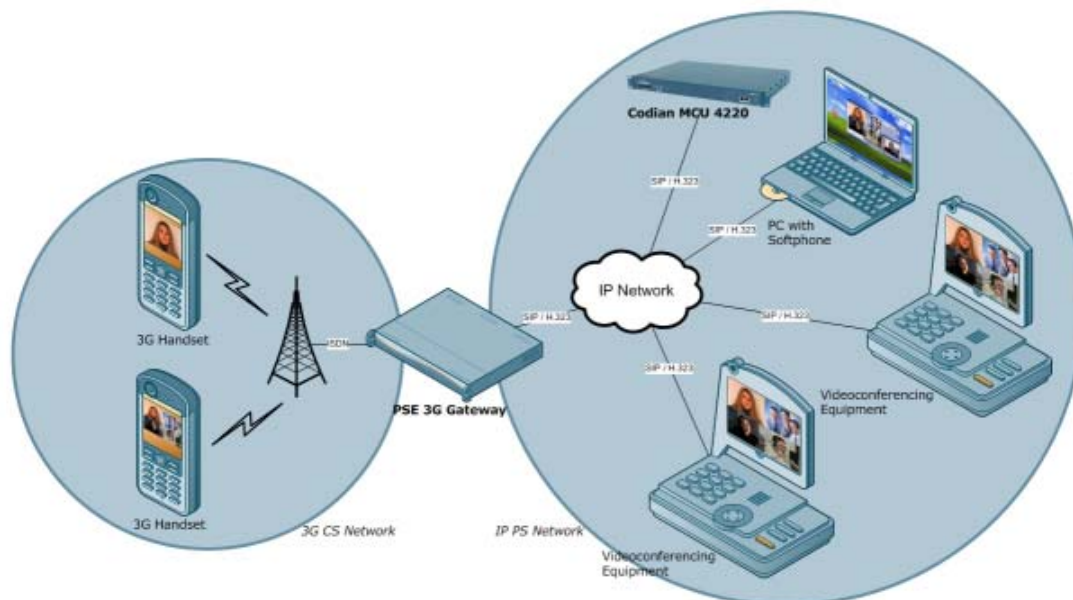 Codian MCU 4220
SIP / H.323
PC with
Softphone
SIP / H.323
3G Handset
ISDN
PSE 3G Gateway
SIP / H.323
IP Network
SIP / H.323
SIP / H.323
Videoconferencing
Equipment
3G Handset
3G CS Network
IP PS Network
Videoconferencing
Equipment